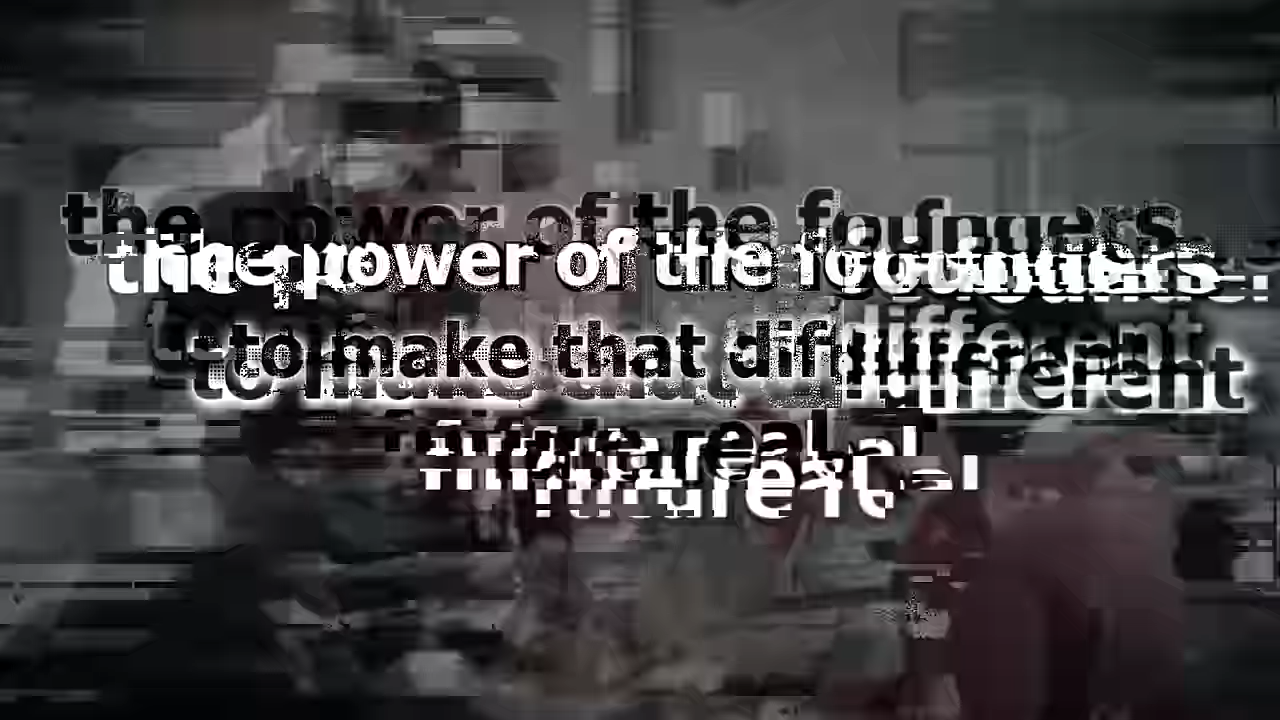 the power of the founders
to make that different
future real